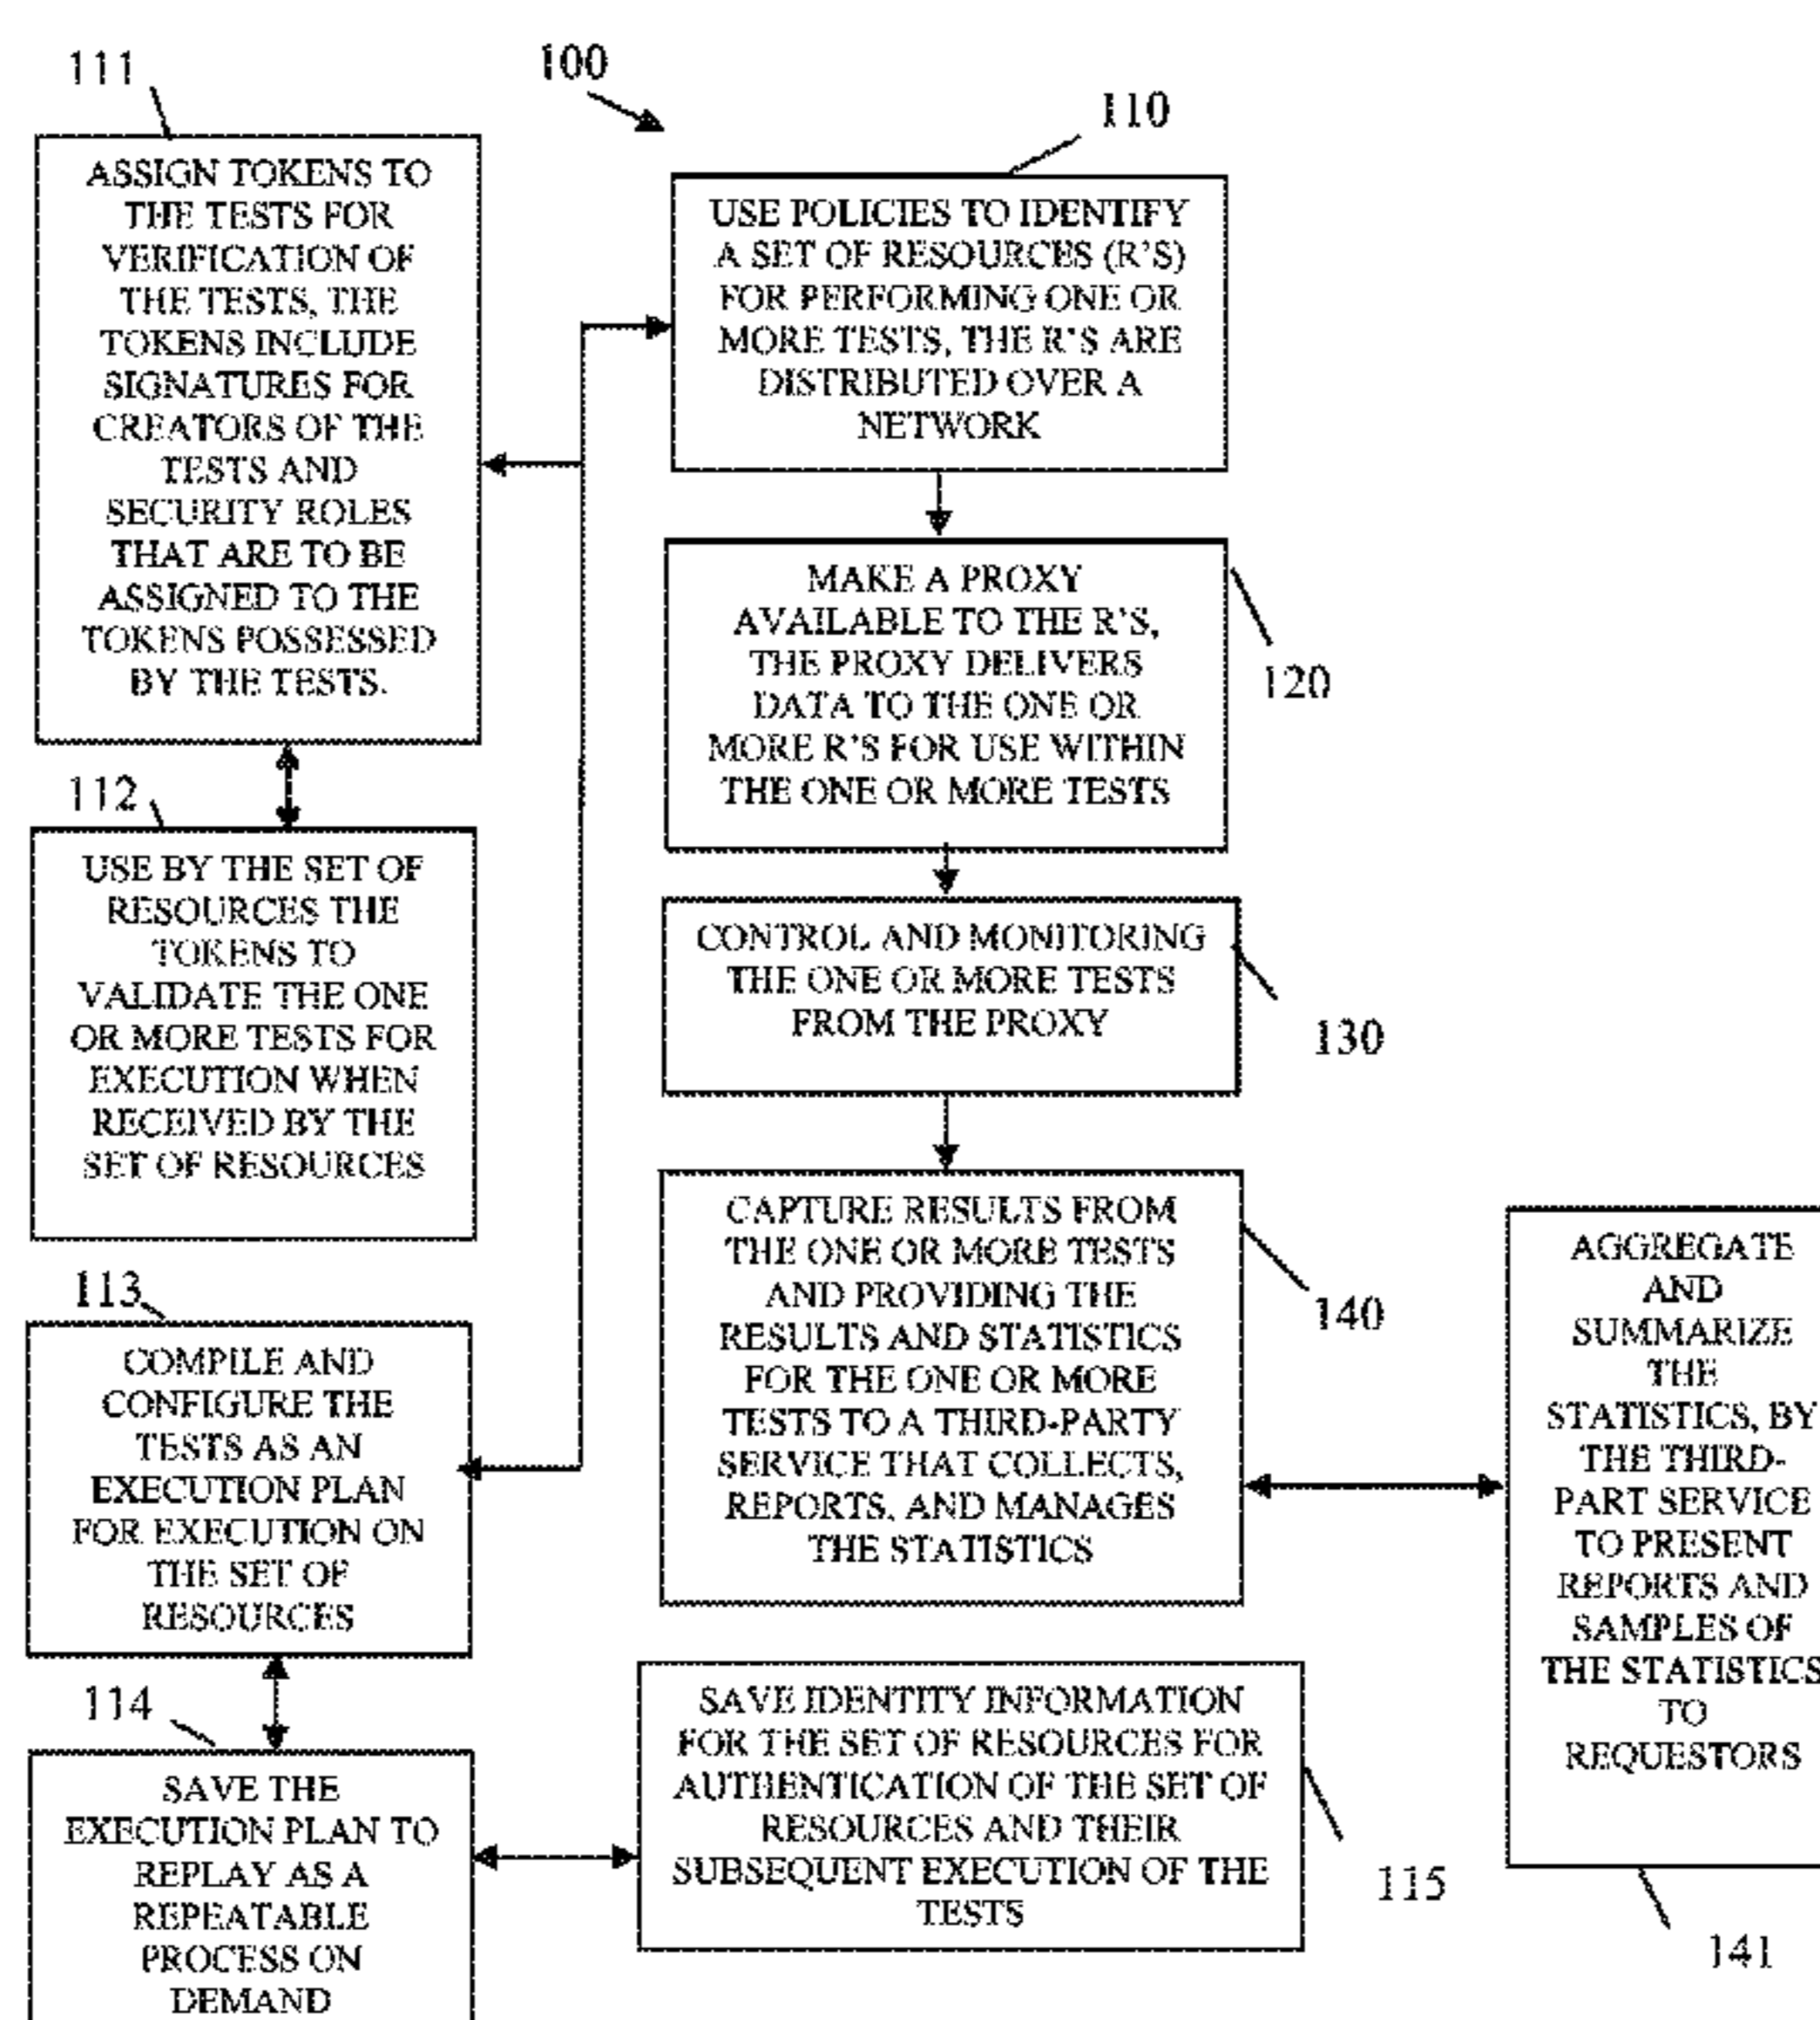 100
111
ASSIGN TOKENS TO
THE TESTS FOR
VERIFICATION OF
THE TESTS, THE
TOKENS INCLUDE
SIGNATURES FOR
CREATORS OF THE
TESTS AND
SECURITY ROLES
THAT ARE TO BE
ASSIGNED TO THE
TOKENS POSSESSED
BY THE TESTS.
112
USE BY THE SET OF
RESOURCES THE
TOKENS TO
VALIDATE THE ONE
OR MORE TESTS FOR
EXECUTION WHEN
RECEIVED BY THE
SET OF RESOURCES
113
COMPILE AND
CONFIGURE THE
TESTS AS AN
EXECUTION PLAN
FOR EXECUTION ON
THE SET OF
RESOURCES
114
SAVE THE
EXECUTION PLAN TO
REPLAY AS A
REPEATABLE
PROCESS ON
DEMAND
110
USE POLICIES TO IDENTIFY
A SET OF RESOURCES (R'S)
FOR PERFORMING ONE OR
MORE TESTS, THE R'S ARE
DISTRIBUTED OVER A
NETWORK
MAKE A PROXY
AVAILABLE TO THE R'S,
THE PROXY DELIVERS
DATA TO THE ONE OR
MORE R'S FOR USE WITHIN
THE ONE OR MORE TESTS
120
CONTROL AND MONITORING
THE ONE OR MORE TESTS
FROM THE PROXY
130
CAPTURE RESULTS FROM
THE ONE OR MORE TESTS
AND PROVIDING THE
RESULTS AND STATISTICS
FOR THE ONE OR MORE
TESTS TO A THIRD-PARTY
SERVICE THAT COLLECTS,
REPORTS, AND MANAGES
THE STATISTICS
140
SAVE IDENTITY INFORMATION
FOR THE SET OF RESOURCES FOR
AUTHENTICATION OF THE SET OF
RESOURCES AND THEIR
SUBSEQUENT EXECUTION OF THE
TESTS
115
AGGREGATE
AND
SUMMARIZE
THE
STATISTICS, BY
THE THIRD-
PART SERVICE
TO PRESENT
REPORTS AND
SAMPLES OF
THE STATISTICS
TO
REQUESTORS
141